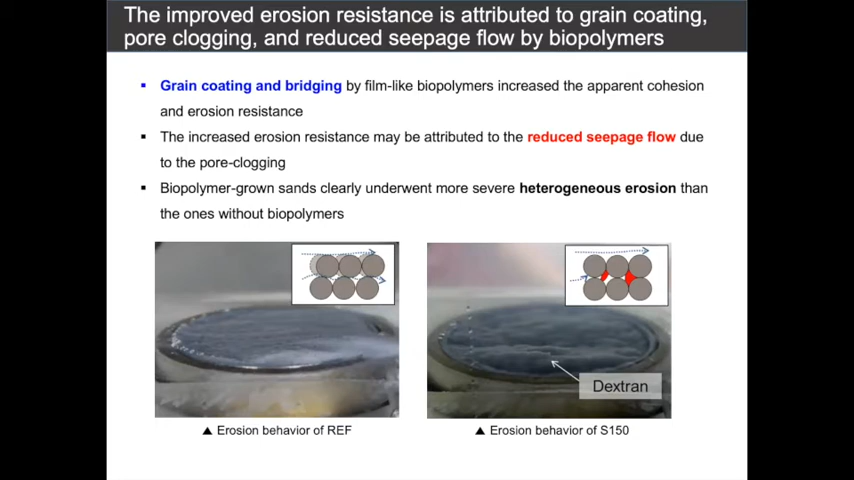 The improved erosion resistance is attributed to grain coating,
pore clogging, and reduced seepage flow by biopolymers
▪ Grain coating and bridging by film-like biopolymers increased the apparent cohesion
and erosion resistance
▪ The increased erosion resistance may be attributed to the reduced seepage flow due
to the pore-clogging
▪ Biopolymer-grown sands clearly underwent more severe heterogeneous erosion than
the ones without biopolymers
Dextran
▲ Erosion behavior of REF
▲ Erosion behavior of S150